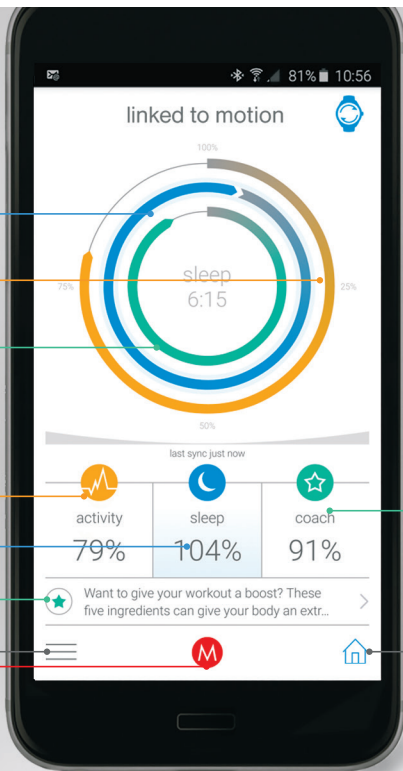 81% 10:56
linked to motion
100%
sleep
6:15
75%
25%
50%
last sync just now
activity
sleep
coach
79%
104%
91%
Want to give your workout a boost? These
five ingredients can give your body an extr...
M